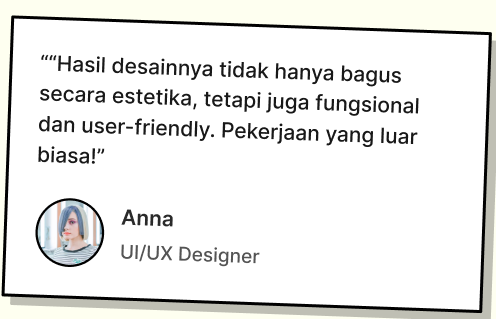 ““Hasil desainnya tidak hanya bagus
secara estetika, tetapi juga fungsional
dan user-friendly. Pekerjaan yang luar
biasa!”
Anna
UI/UX Designer